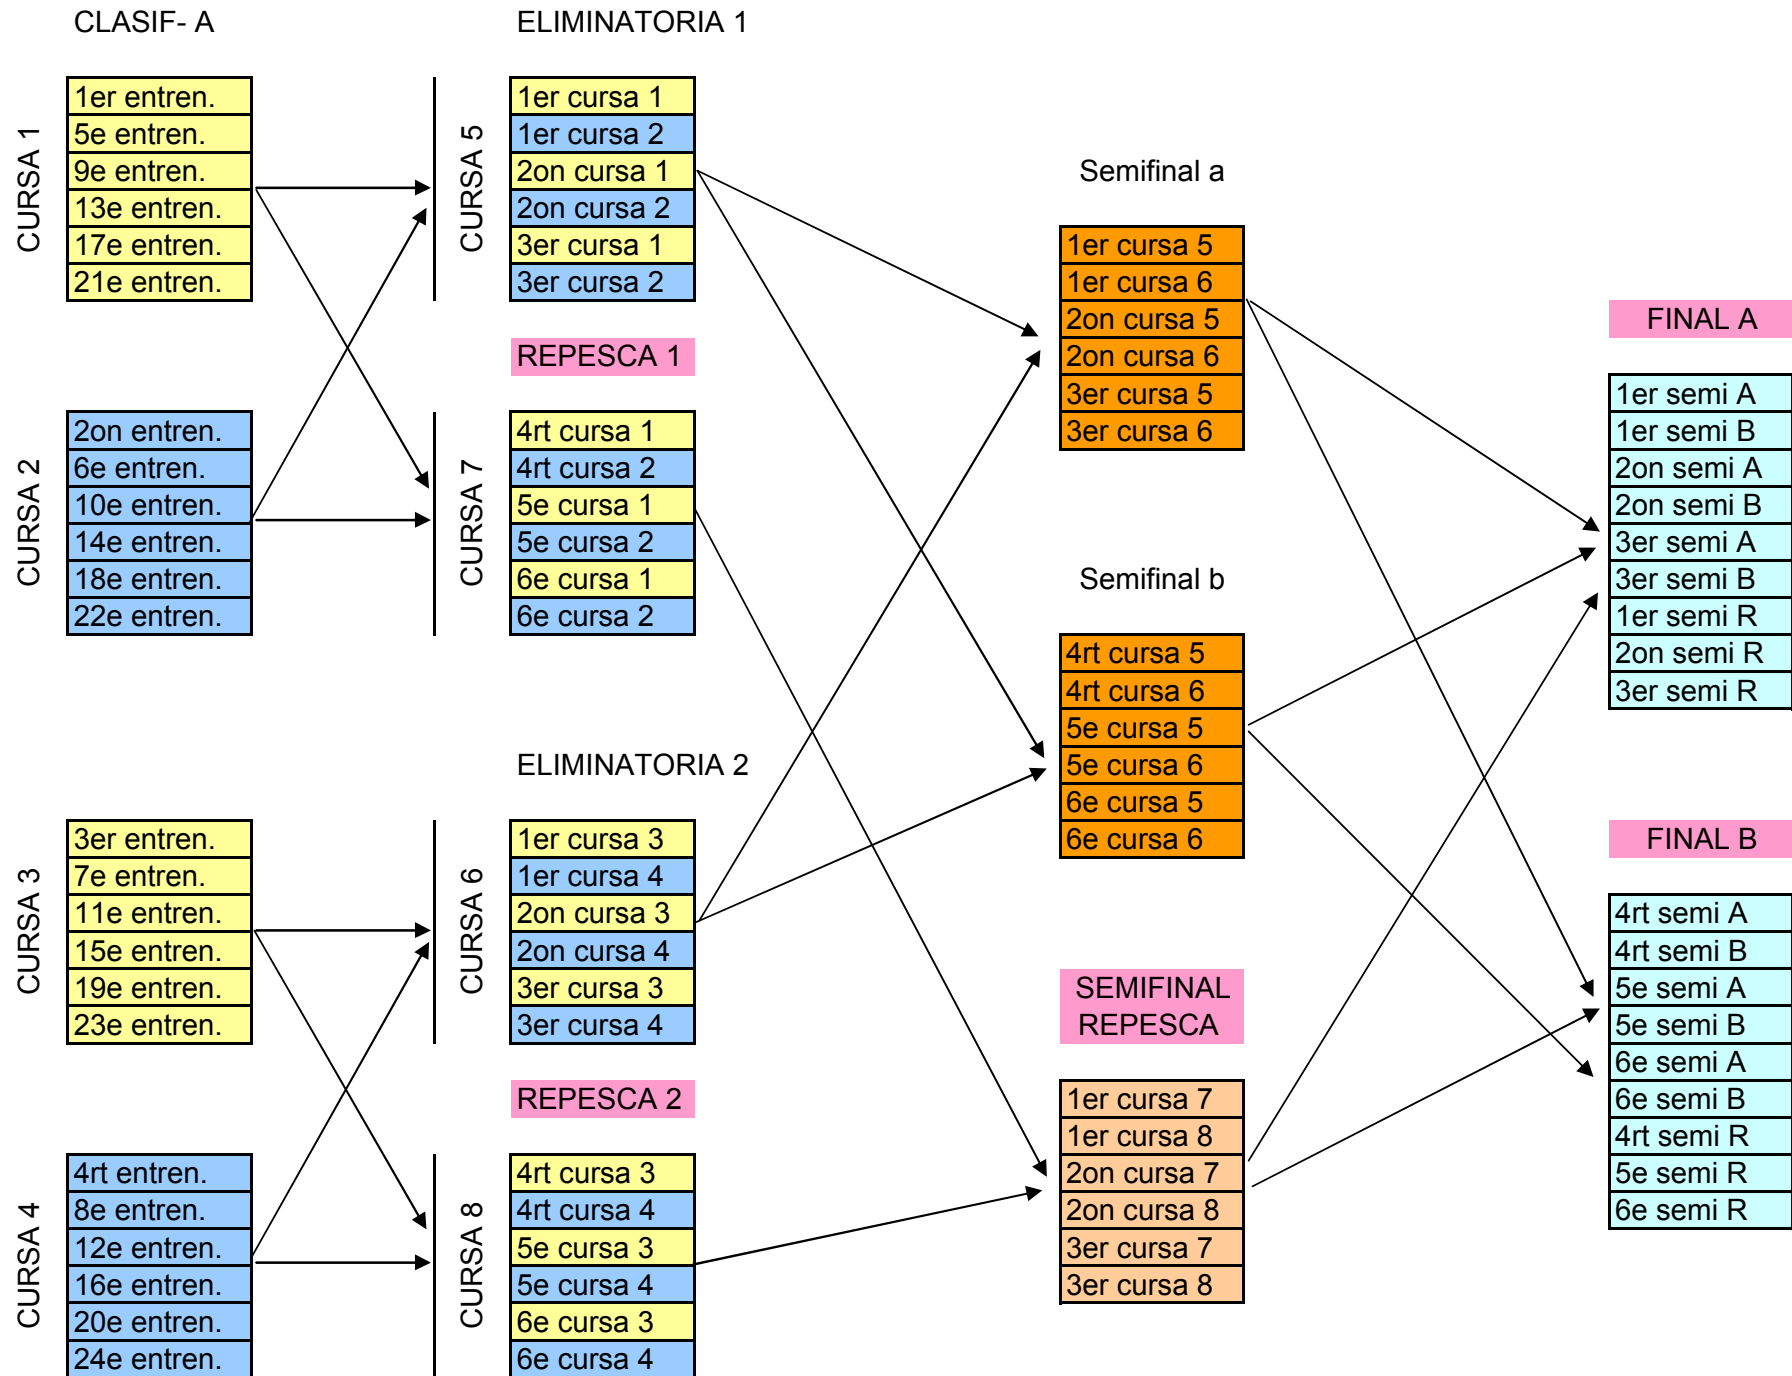 CLASIF- A
CURSA 1
1er entren.
5e entren.
9e entren.
13e entren.
17e entren.
21e entren.
CURSA 2
2on entren.
6e entren.
10e entren.
14e entren.
18e entren.
22e entren.
CURSA 3
3er entren.
7e entren.
11e entren.
15e entren.
19e entren.
23e entren.
CURSA 4
4rt entren.
8e entren.
12e entren.
16e entren.
20e entren.
24e entren.
ELIMINATORIA 1
CURSA 5
1er cursa 1
1er cursa 2
2on cursa 1
2on cursa 2
3er cursa 1
3er cursa 2
REPESCA 1
CURSA 7
4rt cursa 1
4rt cursa 2
5e cursa 1
5e cursa 2
6e cursa 1
6e cursa 2
ELIMINATORIA 2
CURSA 6
1er cursa 3
1er cursa 4
2on cursa 3
2on cursa 4
3er cursa 3
3er cursa 4
REPESCA 2
CURSA 8
4rt cursa 3
4rt cursa 4
5e cursa 3
5e cursa 4
6e cursa 3
6e cursa 4
Semifinal a
1er cursa 5
1er cursa 6
2on cursa 5
2on cursa 6
3er cursa 5
3er cursa 6
Semifinal b
4rt cursa 5
4rt cursa 6
5e cursa 5
5e cursa 6
6e cursa 5
6e cursa 6
SEMIFINAL
REPESCA
1er cursa 7
1er cursa 8
2on cursa 7
2on cursa 8
3er cursa 7
3er cursa 8
FINAL A
1er semi A
1er semi B
2on semi A
2on semi B
3er semi A
3er semi B
1er semi R
2on semi R
3er semi R
FINAL B
4rt semi A
4rt semi B
5e semi A
5e semi B
6e semi A
6e semi B
4rt semi R
5e semi R
6e semi R